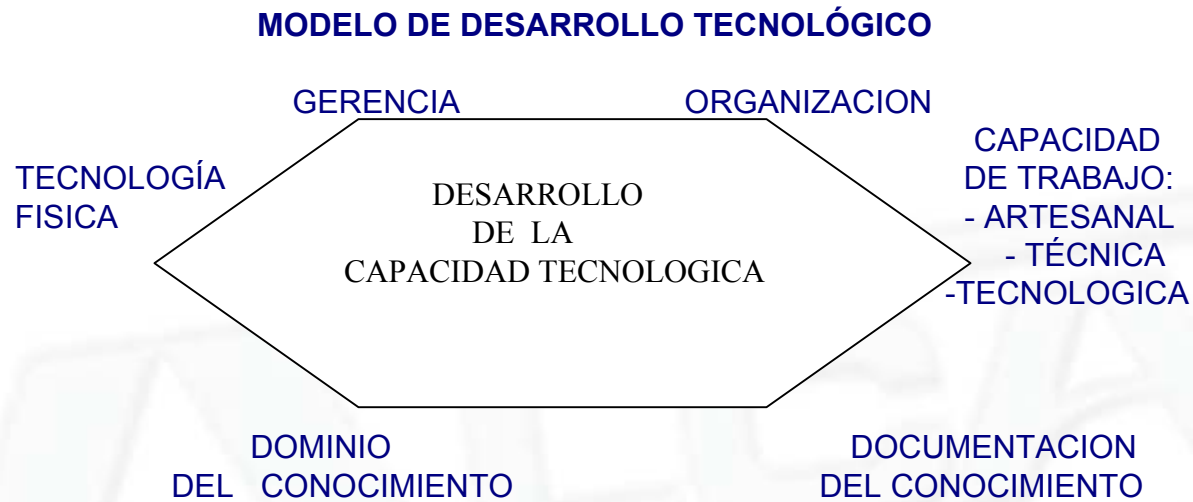 MODELO DE DESARROLLO TECNOLÓGICO
GERENCIA
ORGANIZACION
TECNOLOGÍA
FISICA
CAPACIDAD
DE TRABAJO:
- ARTESANAL
- TÉCNICA
-TECNOLOGICA
DESARROLLO
DE LA
CAPACIDAD TECNOLOGICA
DOMINIO
DEL CONOCIMIENTO
DOCUMENTACION
DEL CONOCIMIENTO